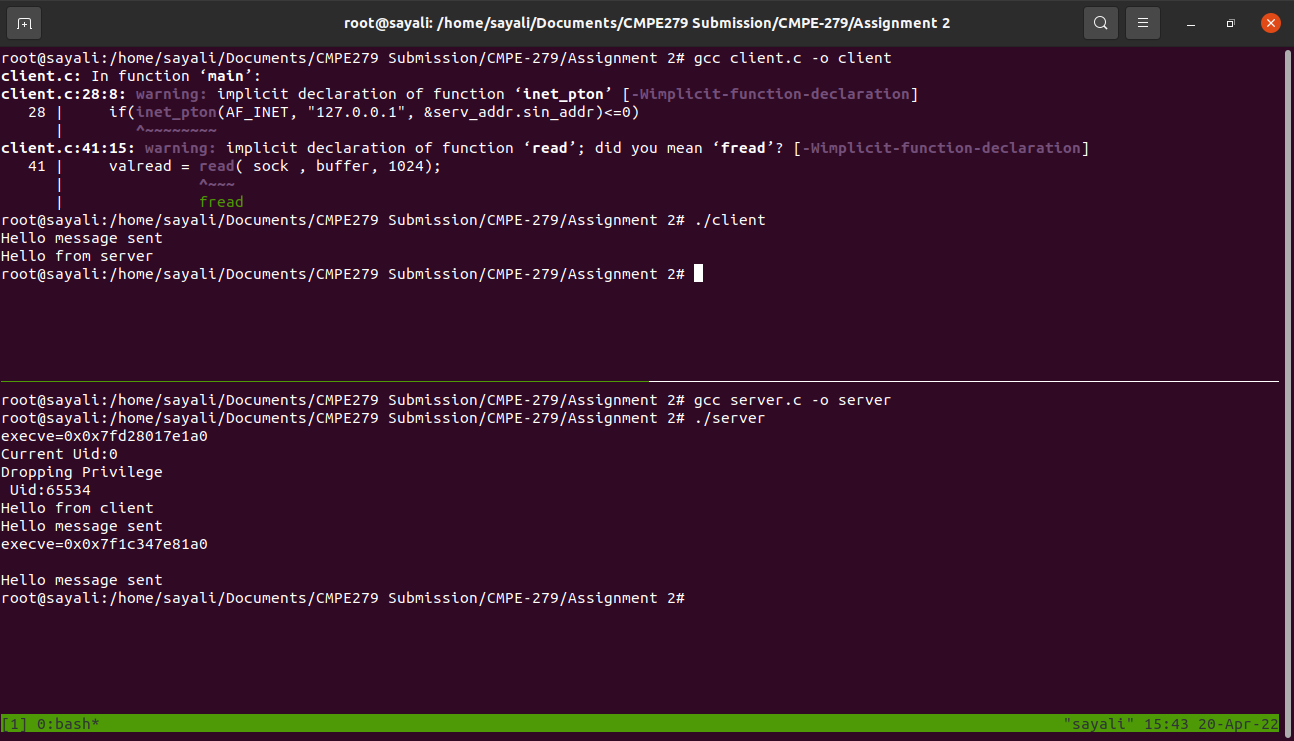 root@sayali: /home/sayali/Documents/CMPE279 Submission/CMPE-279/Assignment 2
root@sayali:/home/sayali/Documents/CMPE279 Submission/CMPE-279/Assignment 2# gcc client.c -o client
client.c: In function ‘main’:
client.c:28:8: warning: implicit declaration of function ‘inet_pton’ [-Wimplicit-function-declaration]
   28 |     if(inet_pton(AF_INET, "127.0.0.1", &serv_addr.sin_addr)<=0)
      |        ^~~~~~~~~
client.c:41:15: warning: implicit declaration of function ‘read’; did you mean ‘fread’? [-Wimplicit-function-declaration]
   41 |     valread = read( sock , buffer, 1024);
      |               ^~~~
      |               fread
root@sayali:/home/sayali/Documents/CMPE279 Submission/CMPE-279/Assignment 2# ./client
Hello message sent
Hello from server
root@sayali:/home/sayali/Documents/CMPE279 Submission/CMPE-279/Assignment 2#
root@sayali:/home/sayali/Documents/CMPE279 Submission/CMPE-279/Assignment 2# gcc server.c -o server
root@sayali:/home/sayali/Documents/CMPE279 Submission/CMPE-279/Assignment 2# ./server
execve=0x0x7fd28017e1a0
Current Uid:0
Dropping Privilege
 Uid:65534
Hello from client
Hello message sent
execve=0x0x7f1c347e81a0
Hello message sent
root@sayali:/home/sayali/Documents/CMPE279 Submission/CMPE-279/Assignment 2#
[1] 0:bash* "sayali" 15:43 20-Apr-22